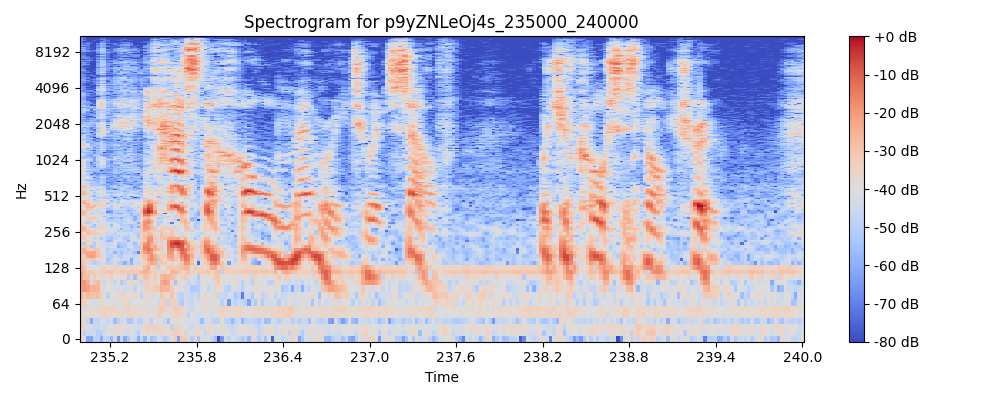 Spectrogram for p9yZNLeOj4s_235000_240000
8192
4096
2048
1024
512
256
128
64
0
Hz
235.2 235.8 236.4 237.0 237.6 238.2 238.8 239.4 240.0
Time
+0 dB
-10 dB
-20 dB
-30 dB
-40 dB
-50 dB
-60 dB
-70 dB
-80 dB